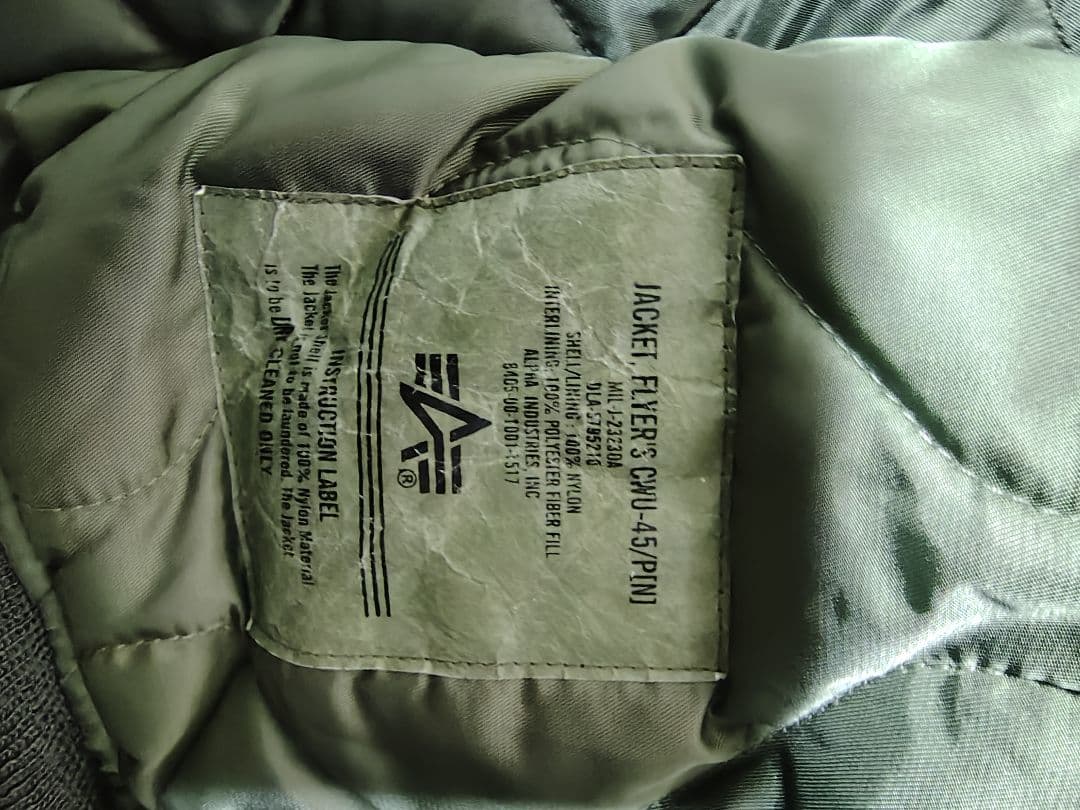 JACKET, FLYER'S CWU-45/P[N]
MIL-J-23230A
DLA-5795210
SHELL/LINING: 100% NYLON
INTERLINING: 100% POLYESTER FIBER FILL
ALPHA INDUSTRIES, INC
8405-00-1001-1517
®
INSTRUCTION LABEL
The Jacket shell is made of 100% Nylon Material
The Jacket is not to be laundered. The Jacket
is to be DRY CLEANED ONLY